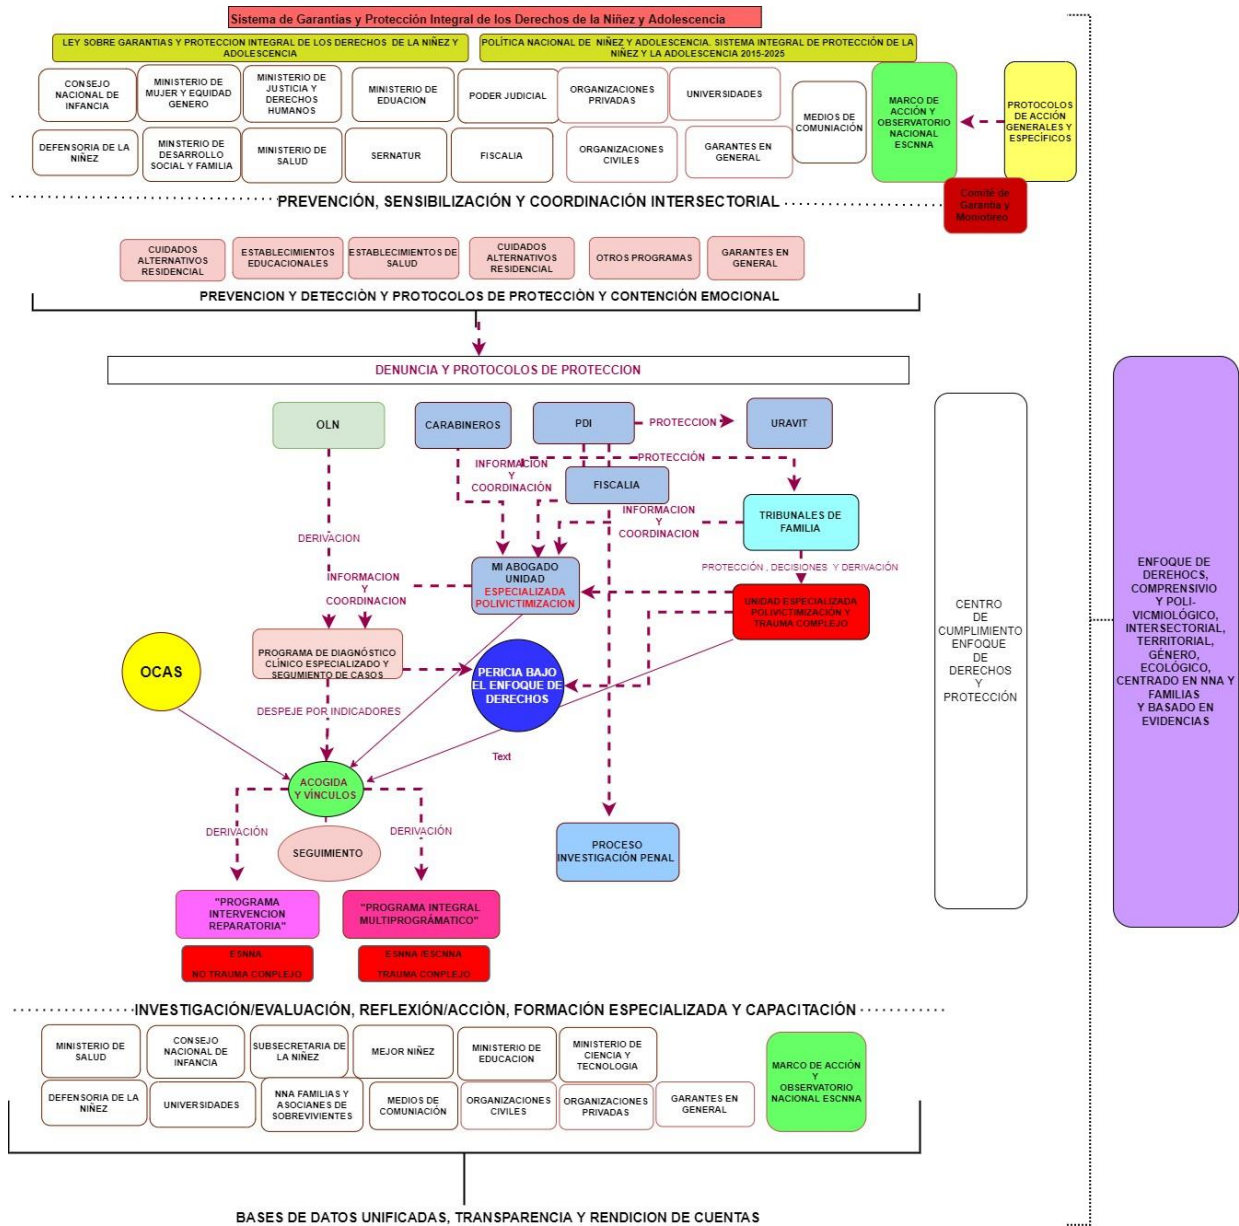 Sistema de Garantías y Protección Integral de los Derechos de la Niñez y Adolescencia
LEY SOBRE GARANTIAS Y PROTECCION INTEGRAL DE LOS DERECHOS DE LA NIÑEZ Y
ADOLESCENCIA
POLÍTICA NACIONAL DE NIÑEZ Y ADOLESCENCIA. SISTEMA INTEGRAL DE PROTECCIÓN DE LA
NIÑEZ Y LA ADOLESCENCIA 2015-2025
CONSEJO
NACIONAL DE
INFANCIA
MINISTERIO DE
MUJER Y EQUIDAD
GENERO
MINISTERIO DE
JUSTICIA Y
DERECHOS
HUMANOS
MINISTERIO DE
EDUACION
PODER JUDICIAL
ORGANIZACIONES
PRIVADAS
UNIVERSIDADES
MEDIOS DE
COMUNIACIÓN
MARCO DE
ACCIÓN Y
OBSERVATORIO
NACIONAL
ESCNNA
PROTOCOLOS
DE ACCIÓN
GENERALES Y
ESPECÍFICOS
DEFENSORIA DE LA
NIÑEZ
MINSTERIO DE
DESARROLLO
SOCIAL Y FAMILIA
MINISTERIO DE
SALUD
SERNATUR
FISCALIA
ORGANIZACIONES
CIVILES
GARANTES EN
GENERAL
Comité de
Garantía y
Moniotireo
PREVENCIÓN, SENSIBILIZACIÓN Y COORDINACIÓN INTERSECTORIAL
CUIDADOS
ALTERNATIVOS
RESIDENCIAL
ESTABLECIMIENTOS
EDUCACIONALES
ESTABLECIMIENTOS DE
SALUD
CUIDADOS
ALTERNATIVOS
RESIDENCIAL
OTROS PROGRAMAS
GARANTES EN
GENERAL
PREVENCION Y DETECCIÒN Y PROTOCOLOS DE PROTECCIÒN Y CONTENCIÓN EMOCIONAL
DENUNCIA Y PROTOCOLOS DE PROTECCION
OLN
CARABINEROS
PDI
PROTECCION
URAVIT
INFORMACION
Y
COORDINACIÓN
PROTECCIÓN
FISCALIA
INFORMACION
Y
COORDINACION
TRIBUNALES DE
FAMILIA
DERIVACION
PROTECCIÓN , DECISIONES Y DERIVACIÓN
INFORMACION
Y
COORDINACION
MI ABOGADO
UNIDAD
ESPECIALIZADA
POLIVICTIMIZACION
UNIDAD ESPECIALIZADA
POLIVICTIMIZACIÓN Y
TRAUMA COMPLEJO
OCAS
PROGRAMA DE DIAGNÓSTICO
CLÍNICO ESPECIALIZADO Y
SEGUMIENTO DE CASOS
PERICIA BAJO
EL ENFOQUE DE
DERECHOS
DESPEJE POR INDICADORES
Text
ACOGIDA
Y VÍNCULOS
DERIVACIÓN
DERIVACIÓN
SEGUIMIENTO
PROCESO
INVESTIGACIÓN PENAL
"PROGRAMA
INTERVENCION
REPARATORIA"
"PROGRAMA INTEGRAL
MULTIPROGRÁMATICO"
ESNNA
NO TRAUMA CONPLEJO
ESNNA /ESCNNA
TRAUMA CONPLEJO
CENTRO
DE
CUMPLIMIENTO
ENFOQUE
DE
DERECHOS
Y
PROTECCIÓN
ENFOQUE DE
DEREHOCS,
COMPRENSIVO
Y POLI-
VICMIOLÓGICO,
INTERSECTORIAL,
TERRITORIAL,
GÉNERO,
ECOLÓGICO,
CENTRADO EN NNA Y
FAMILIAS
Y BASADO EN
EVIDENCIAS
INVESTIGACIÓN/EVALUACIÓN, REFLEXIÓN/ACCIÒN, FORMACIÓN ESPECIALIZADA Y CAPACITACIÓN
MINISTERIO DE
SALUD
CONSEJO
NACIONAL DE
INFANCIA
SUBSECRETARIA DE
LA NIÑEZ
MEJOR NIÑEZ
MINISTERIO DE
EDUCACION
MINISTERIO DE
CIENCIA Y
TECNOLOGIA
MARCO DE ACCIÓN
Y
OBSERVATORIO
NACIONAL ESCNNA
DEFENSORIA DE LA
NIÑEZ
UNIVERSIDADES
NNA FAMILIAS Y
ASOCIANES DE
SOBREVIVIENTES
MEDIOS DE
COMUNIACIÓN
ORGANIZACIONES
CIVILES
ORGANIZACIONES
PRIVADAS
GARANTES EN
GENERAL
BASES DE DATOS UNIFICADAS, TRANSPARENCIA Y RENDICION DE CUENTAS